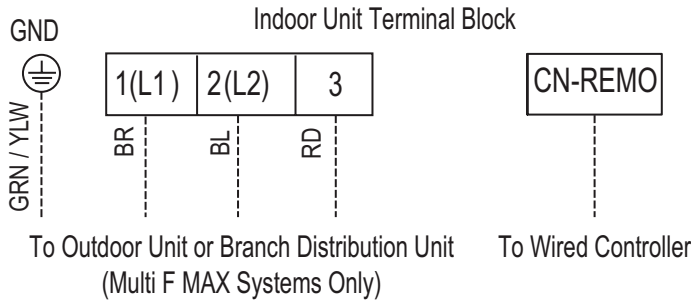 Indoor Unit Terminal Block
GND
1(L1) 2(L2) 3
CN-REMO
GRN / YLW
BR
BL
RD
To Outdoor Unit or Branch Distribution Unit
(Multi F MAX Systems Only)
To Wired Controller